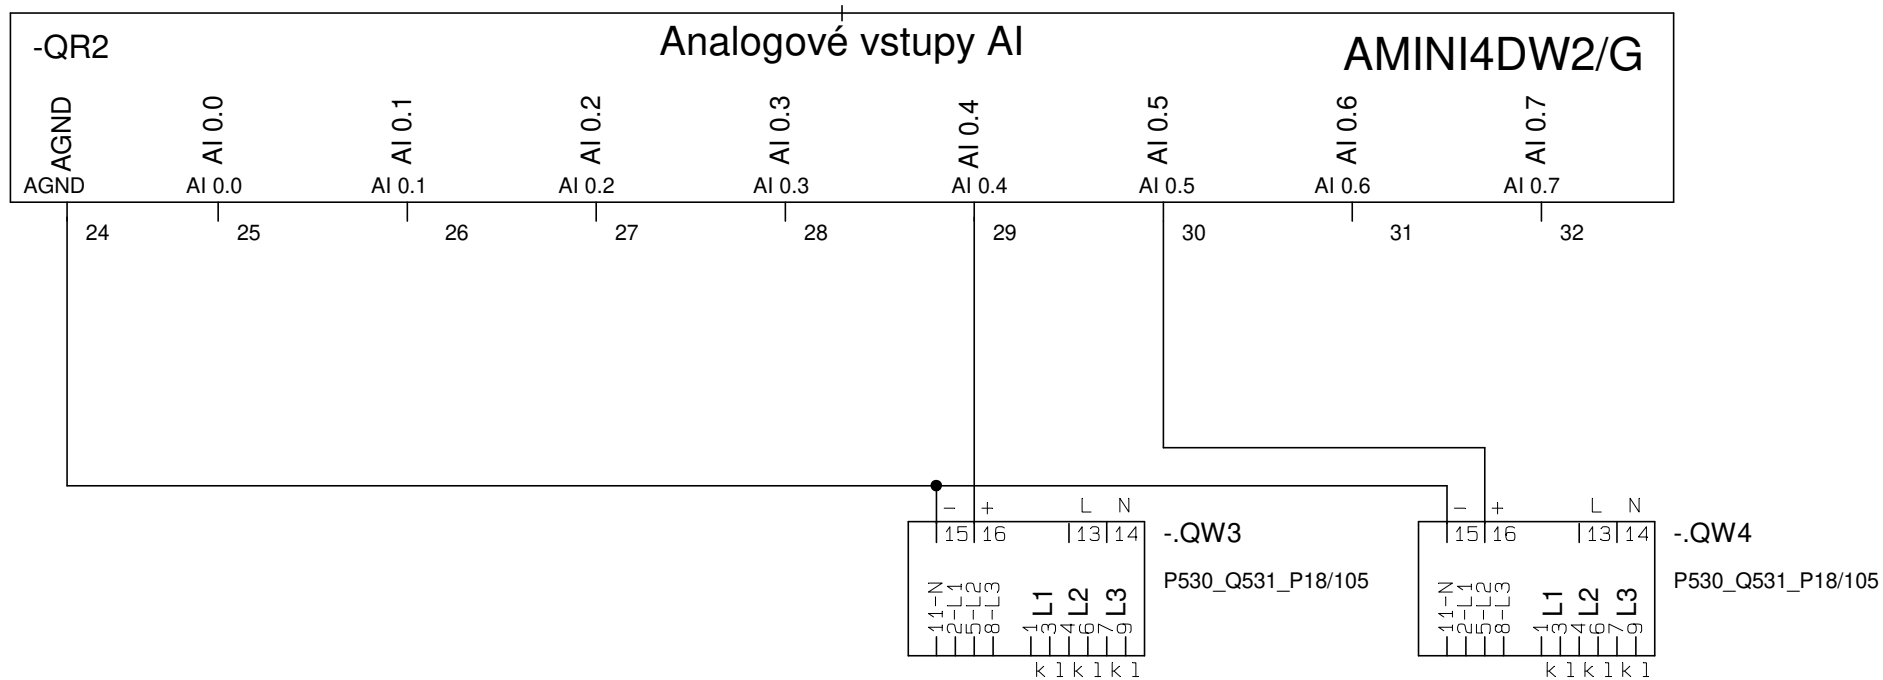 -QR2 Analogové vstupy AI AMINI4DW2/G
AGND AI 0.0 AI 0.1 AI 0.2 AI 0.3 AI 0.4 AI 0.5 AI 0.6 AI 0.7
AGND AI 0.0 AI 0.1 AI 0.2 AI 0.3 AI 0.4 AI 0.5 AI 0.6 AI 0.7
24 25 26 27 28 29 30 31 32
- + L N - + L N
15 16 13 14 -.QW3 15 16 13 14 -.QW4
P530_Q531_P18/105 P530_Q531_P18/105
11-N 2-L1 5-L2 8-L3 L1 L2 L3 11-N 2-L1 5-L2 8-L3 L1 L2 L3
1 3 4 6 7 9 1 3 4 6 7 9
k l k l k l k l k l k l